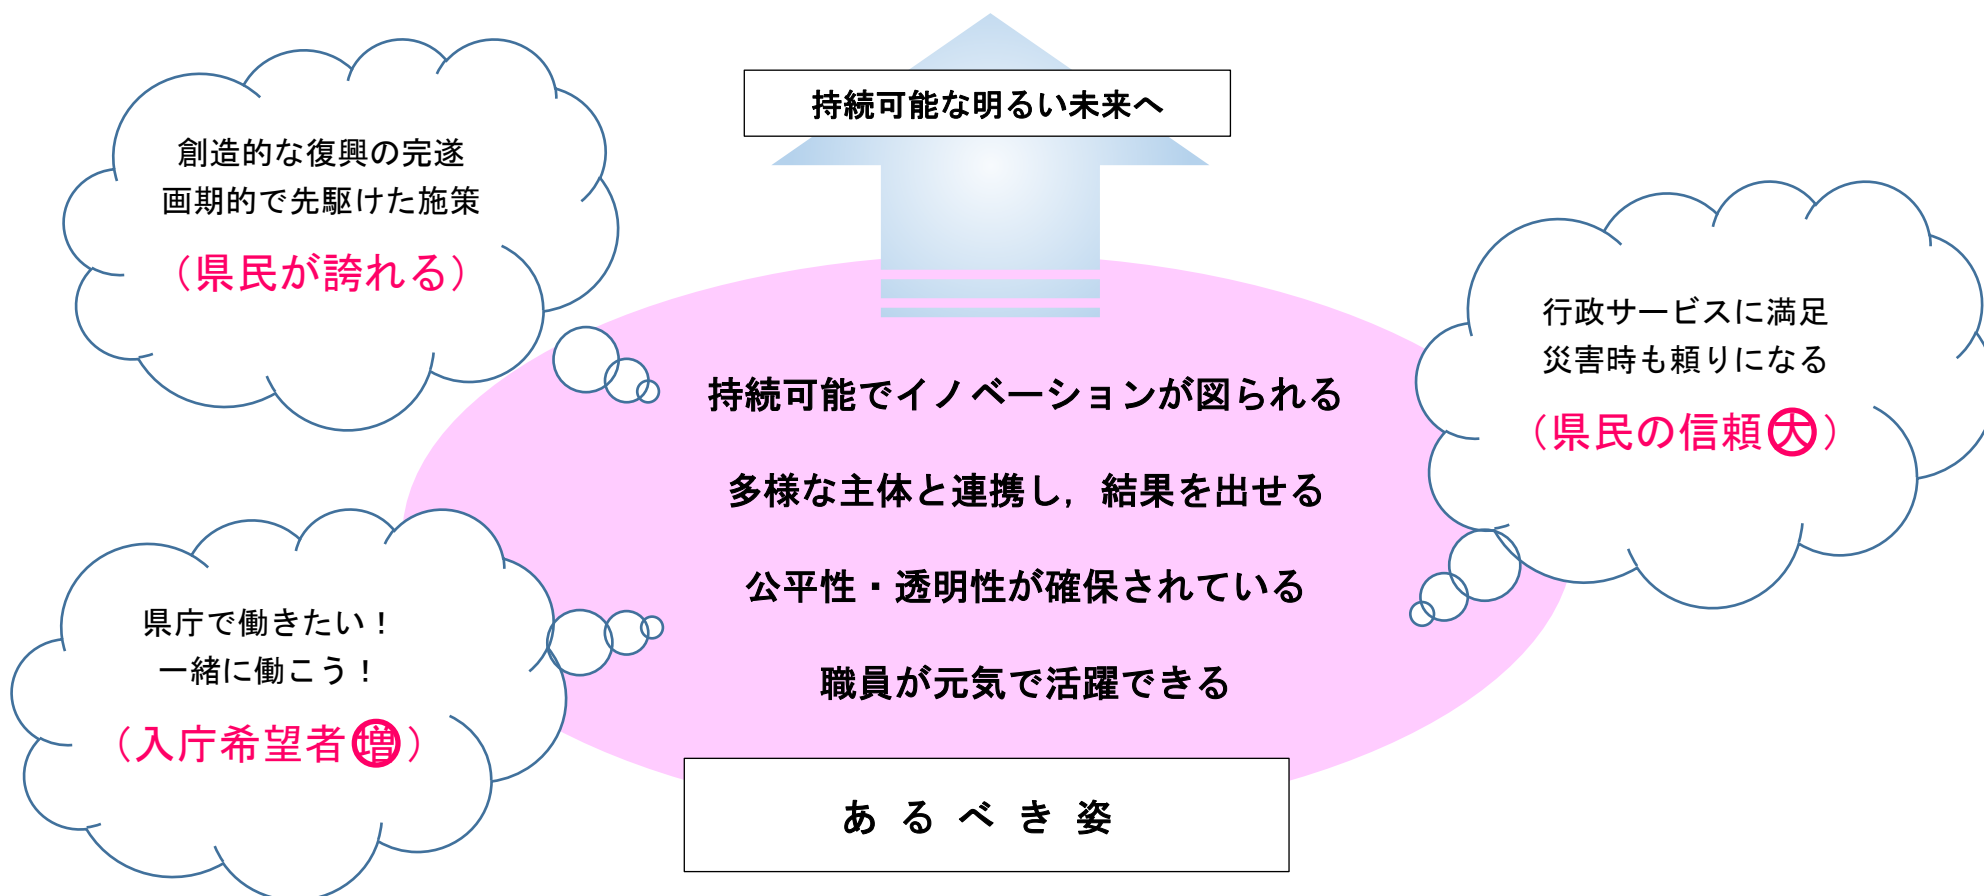 持続可能な明るい未来へ
創造的な復興の完遂
画期的で先駆けた施策
（県民が誇れる）
行政サービスに満足
災害時も頼りになる
（県民の信頼大）
持続可能でイノベーションが図られる
多様な主体と連携し，結果を出せる
公平性・透明性が確保されている
職員が元気で活躍できる
県庁で働きたい！
一緒に働こう！
（入庁希望者増）
あるべき姿